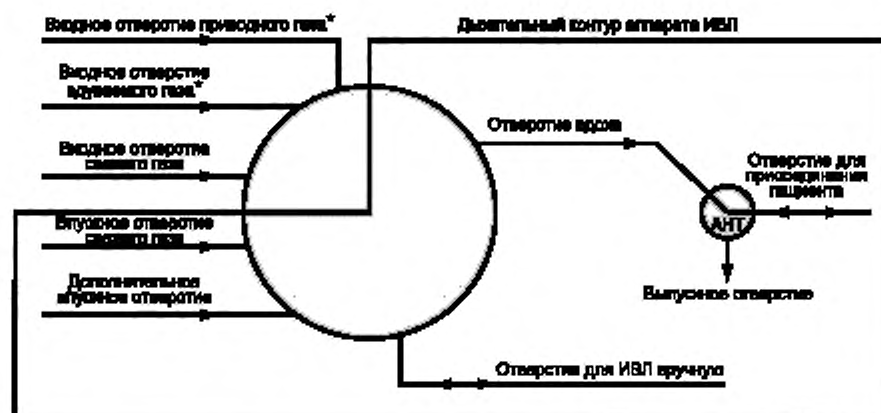 Входное отверстие приводного газа*
Дыхательный контур аппарата ИВЛ
Входное отверстие
вдуваемого газа*
Отверстие вдоха
Входное отверстие
свежего газа
Отверстие для
присоединения
пациента
АНТ
Впускное отверстие
свежего газа
Дополнительное
впускное отверстие
Выпускное отверстие
Отверстие для ИВЛ вручную